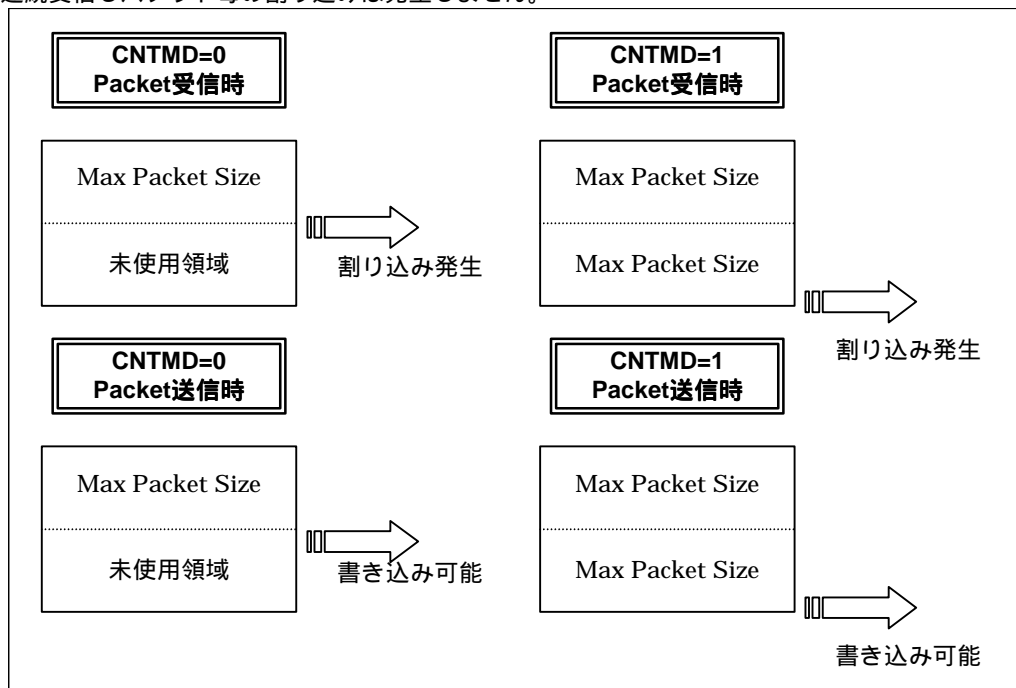 CNTMD=0
Packet受信時
CNTMD=1
Packet受信時
Max Packet Size
未使用領域
割り込み発生
Max Packet Size
Max Packet Size
割り込み発生
CNTMD=0
Packet送信時
CNTMD=1
Packet送信時
Max Packet Size
未使用領域
書き込み可能
Max Packet Size
Max Packet Size
書き込み可能